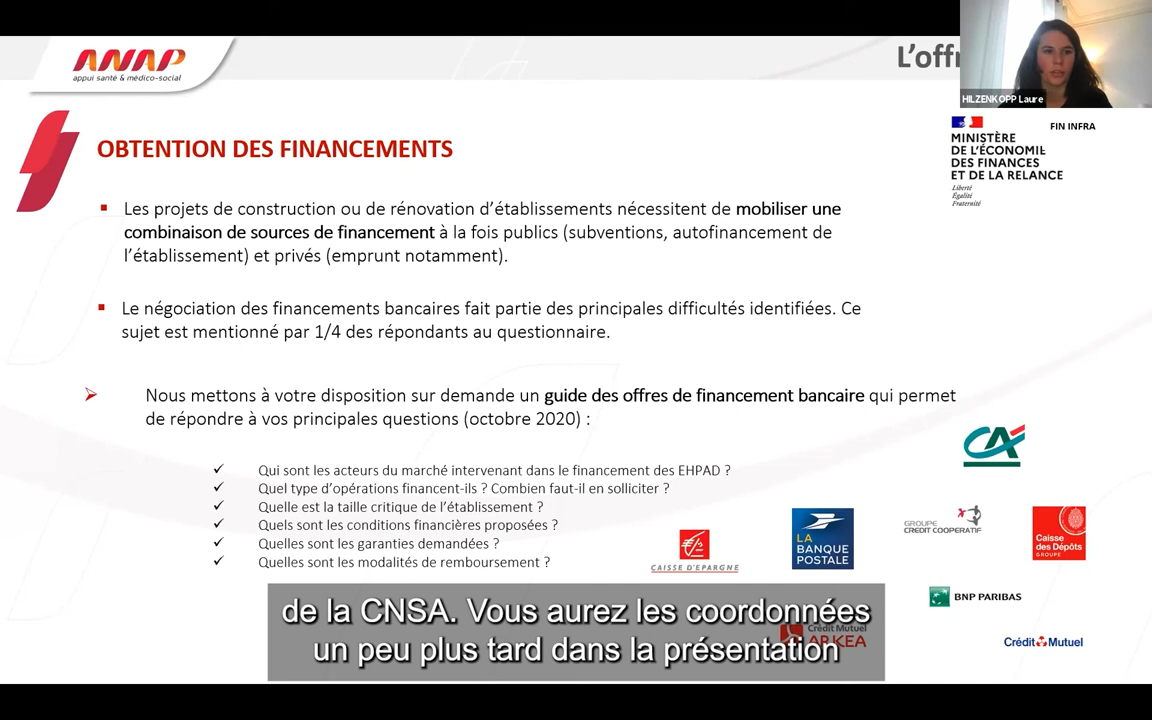 ANAP
appui santé & médico-social
L'offr
HILZENKOPP Laure
FIN INFRA
MINISTÈRE
DE L'ÉCONOMIE
DES FINANCES
ET DE LA RELANCE
Liberté
Égalité
Fraternité
OBTENTION DES FINANCEMENTS
Les projets de construction ou de rénovation d'établissements nécessitent de mobiliser une
combinaison de sources de financement à la fois publics (subventions, autofinancement de
l'établissement) et privés (emprunt notamment).
Le négociation des financements bancaires fait partie des principales difficultés identifiées. Ce
sujet est mentionné par 1/4 des répondants au questionnaire.
Nous mettons à votre disposition sur demande un guide des offres de financement bancaire qui permet
de répondre à vos principales questions (octobre 2020) :
Qui sont les acteurs du marché intervenant dans le financement des EHPAD ?
Quel type d'opérations financent-ils ? Combien faut-il en solliciter ?
Quelle est la taille critique de l'établissement ?
Quels sont les conditions financières proposées ?
Quelles sont les garanties demandées ?
Quelles sont les modalités de remboursement ?
CA
CAISSE D'EPARGNE
LA
BANQUE
POSTALE
GROUPE
CREDIT COOPERATIF
Caisse
des Dépôts
GROUPE
BNP PARIBAS
Crédit Mutuel
ARKEA
Crédit Mutuel
de la CNSA. Vous aurez les coordonnées
un peu plus tard dans la présentation